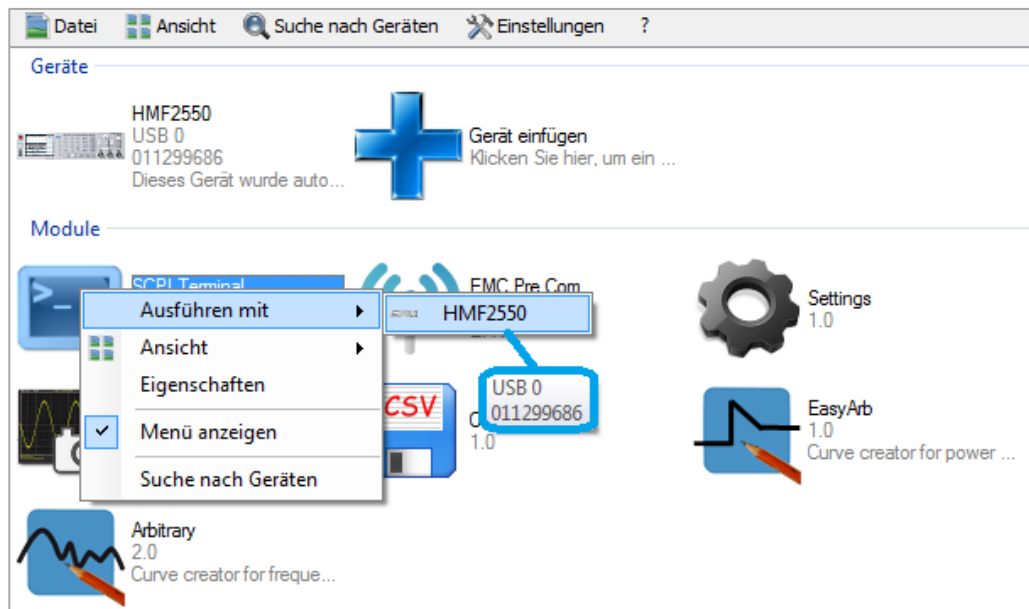 Datei Ansicht Suche nach Geräten Einstellungen ?
Geräte
HMF2550
USB 0
011299686
Dieses Gerät wurde auto...
Gerät einfügen
Klicken Sie hier, um ein ...
Module
SCPI Terminal
EMC Pre Com
Settings
1.0
Ausführen mit
HMF2550
Ansicht
Eigenschaften
Menü anzeigen
Suche nach Geräten
USB 0
011299686
CSV
1.0
EasyArb
1.0
Curve creator for power ...
Arbitrary
2.0
Curve creator for freque...